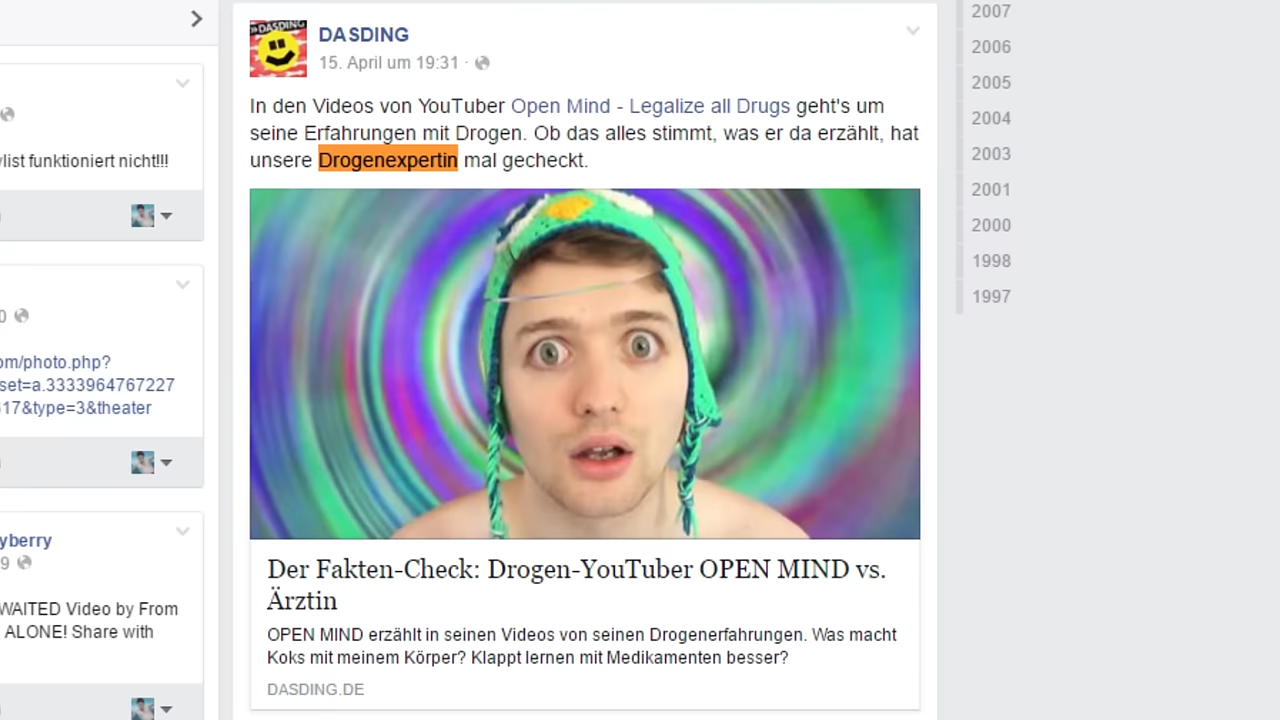 ylist funktioniert nicht!!!
om/photo.php?
set=a.3333964767227
617&type=3&theater
yberry
WAITED Video by From
ALONE! Share with
»DASDING
DASDING
15. April um 19:31 ·
In den Videos von YouTuber Open Mind - Legalize all Drugs geht's um
seine Erfahrungen mit Drogen. Ob das alles stimmt, was er da erzählt, hat
unsere Drogenexpertin mal gecheckt.
Der Fakten-Check: Drogen-YouTuber OPEN MIND vs.
Ärztin
OPEN MIND erzählt in seinen Videos von seinen Drogenerfahrungen. Was macht
Koks mit meinem Körper? Klappt lernen mit Medikamenten besser?
DASDING.DE
2007
2006
2005
2004
2003
2001
2000
1998
1997